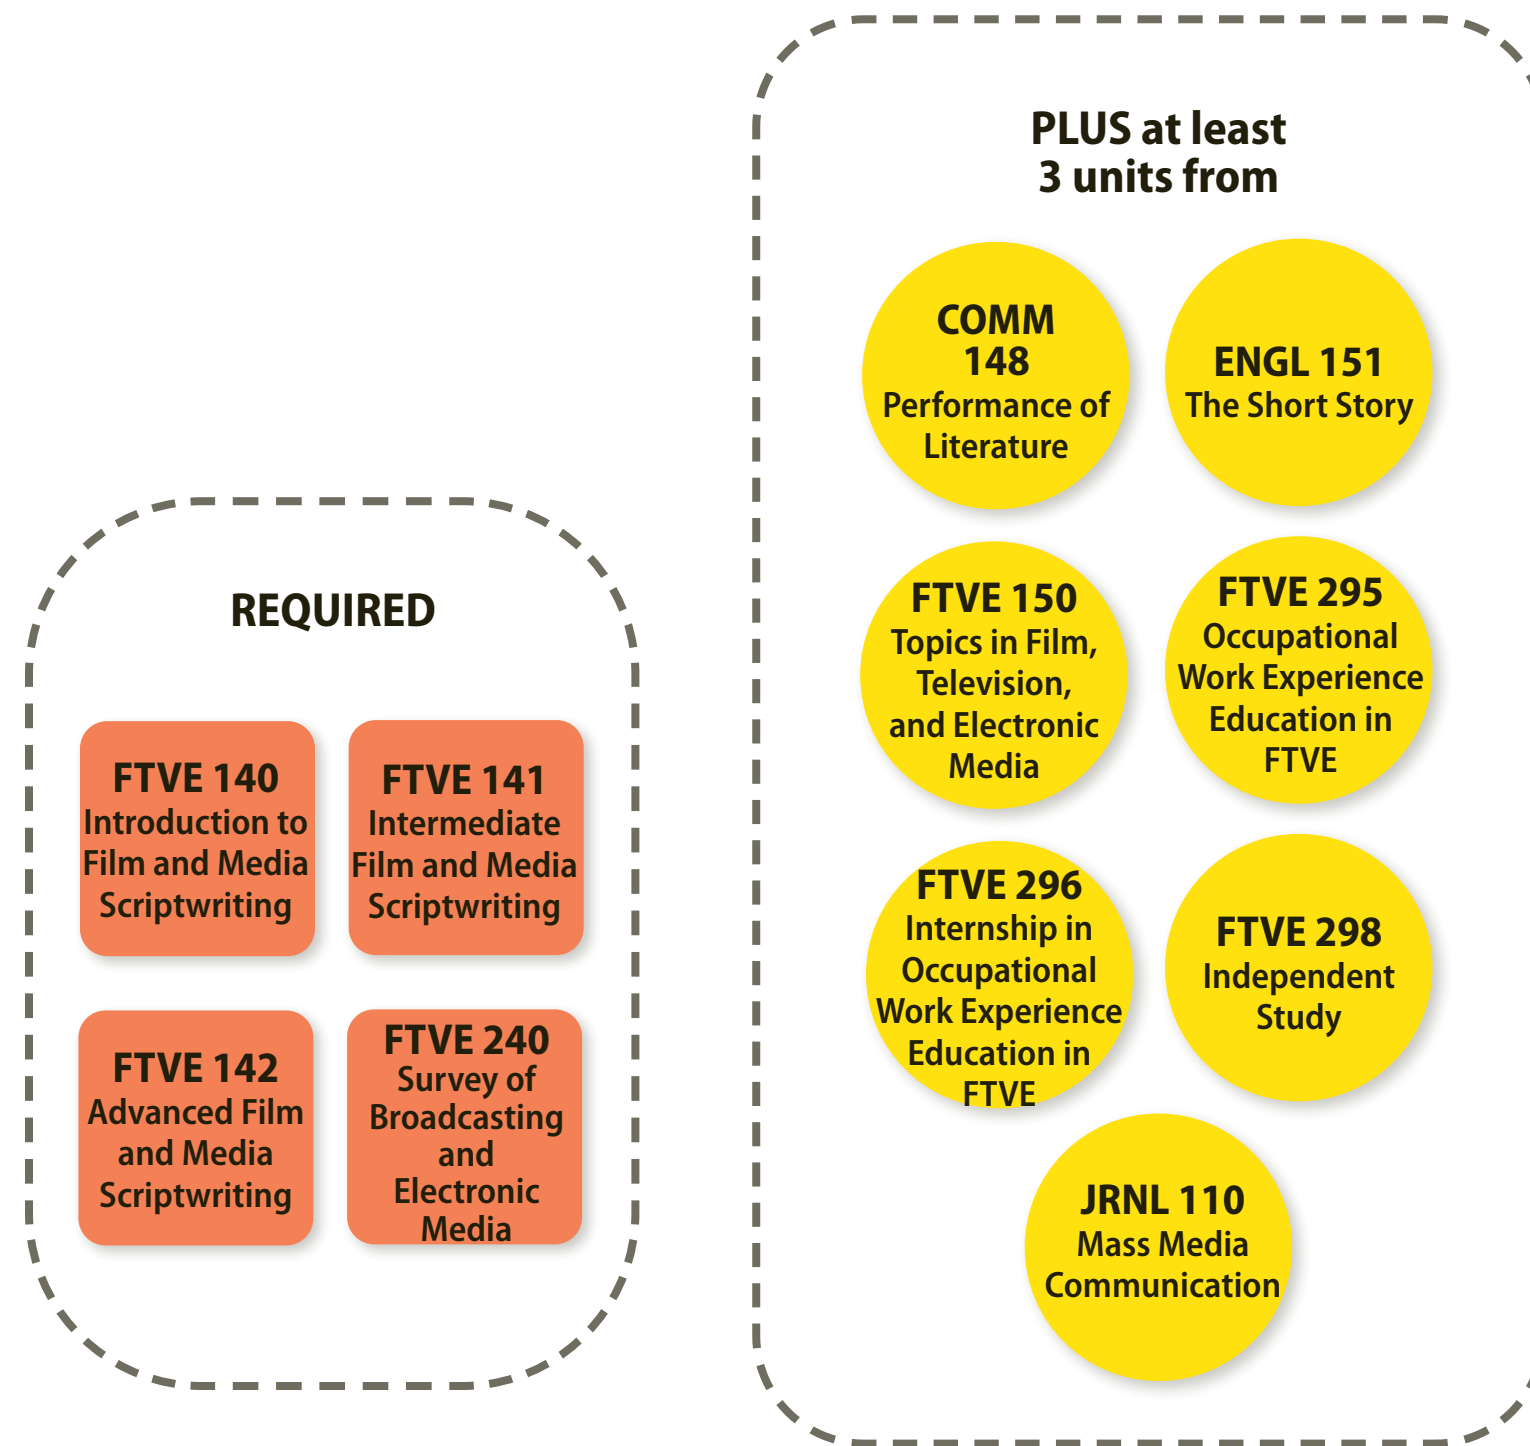 REQUIRED
FTVE 140
Introduction to
Film and Media
Scriptwriting
FTVE 141
Intermediate
Film and Media
Scriptwriting
FTVE 142
Advanced Film
and Media
Scriptwriting
FTVE 240
Survey of
Broadcasting
and
Electronic
Media
PLUS at least
3 units from
COMM
148
Performance of
Literature
ENGL 151
The Short Story
FTVE 150
Topics in Film,
Television,
and Electronic
Media
FTVE 295
Occupational
Work Experience
Education in
FTVE
FTVE 296
Internship in
Occupational
Work Experience
Education in
FTVE
FTVE 298
Independent
Study
JRNL 110
Mass Media
Communication